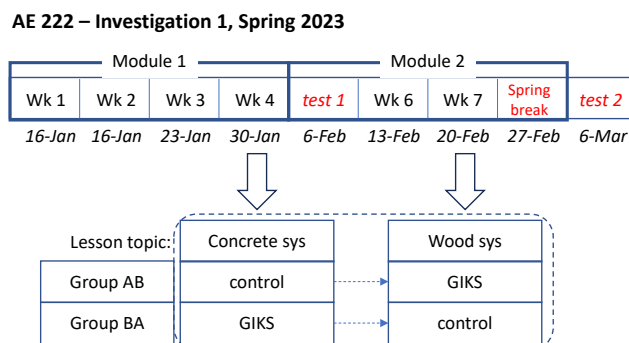 AE 222 – Investigation 1, Spring 2023
Module 1 Module 2
Wk 1 Wk 2 Wk 3 Wk 4 test 1 Wk 6 Wk 7 Spring break test 2
16-Jan 16-Jan 23-Jan 30-Jan 6-Feb 13-Feb 20-Feb 27-Feb 6-Mar
Lesson topic: Concrete sys Wood sys
Group AB control GIKS
Group BA GIKS control